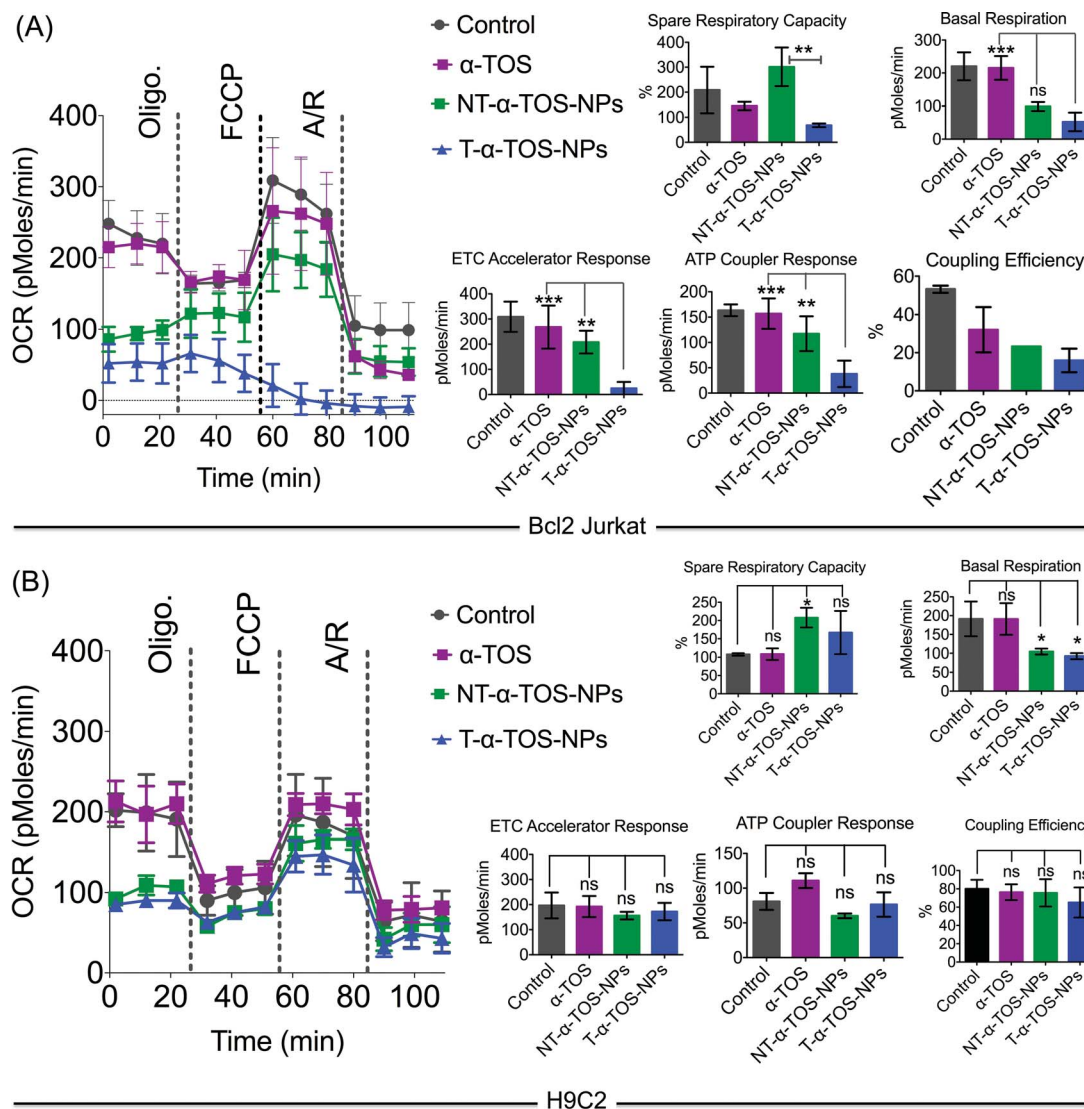 (A)
Control
α-TOS
NT-α-TOS-NPs
T-α-TOS-NPs
Oligo.
FCCP
A/R
OCR (pMoles/min)
400
300
200
100
0
0 20 40 60 80 100
Time (min)
Spare Respiratory Capacity
%
400
300
200
100
0
**
Control
α-TOS
NT-α-TOS-NPs
T-α-TOS-NPs
Basal Respiration
pMoles/min
300
200
100
0
***
ns
Control
α-TOS
NT-α-TOS-NPs
T-α-TOS-NPs
ETC Accelerator Response
pMoles/min
400
300
200
100
0
***
**
Control
α-TOS
NT-α-TOS-NPs
T-α-TOS-NPs
ATP Coupler Response
pMoles/min
200
150
100
50
0
***
**
Control
α-TOS
NT-α-TOS-NPs
T-α-TOS-NPs
Coupling Efficiency
%
60
40
20
0
Control
α-TOS
NT-α-TOS-NPs
T-α-TOS-NPs
Bcl2 Jurkat
(B)
Oligo.
FCCP
A/R
Control
α-TOS
NT-α-TOS-NPs
T-α-TOS-NPs
OCR (pMoles/min)
400
300
200
100
0
0 20 40 60 80 100
Time (min)
Spare Respiratory Capacity
%
250
200
150
100
50
0
ns
*
ns
Control
α-TOS
NT-α-TOS-NPs
T-α-TOS-NPs
Basal Respiration
pMoles/min
250
200
150
100
50
0
ns
*
*
Control
α-TOS
NT-α-TOS-NPs
T-α-TOS-NPs
ETC Accelerator Response
pMoles/min
400
300
200
100
0
ns
ns
ns
Control
α-TOS
NT-α-TOS-NPs
T-α-TOS-NPs
ATP Coupler Response
pMoles/min
150
100
50
0
ns
ns
ns
Control
α-TOS
NT-α-TOS-NPs
T-α-TOS-NPs
Coupling Efficienc
%
100
80
60
40
20
0
ns
ns
ns
Control
α-TOS
NT-α-TOS-NPs
T-α-TOS-NPs
H9C2